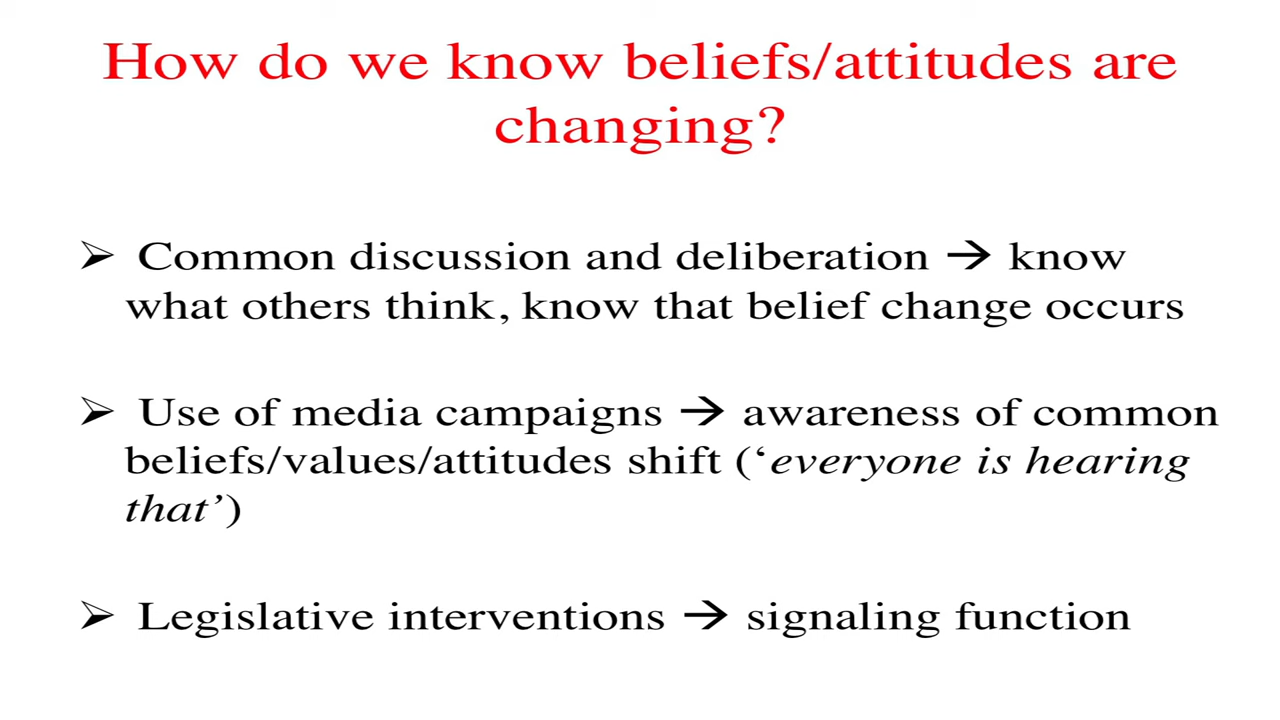 How do we know beliefs/attitudes are
changing?
➢ Common discussion and deliberation → know
what others think, know that belief change occurs
➢ Use of media campaigns → awareness of common
beliefs/values/attitudes shift (‘everyone is hearing
that’)
➢ Legislative interventions → signaling function